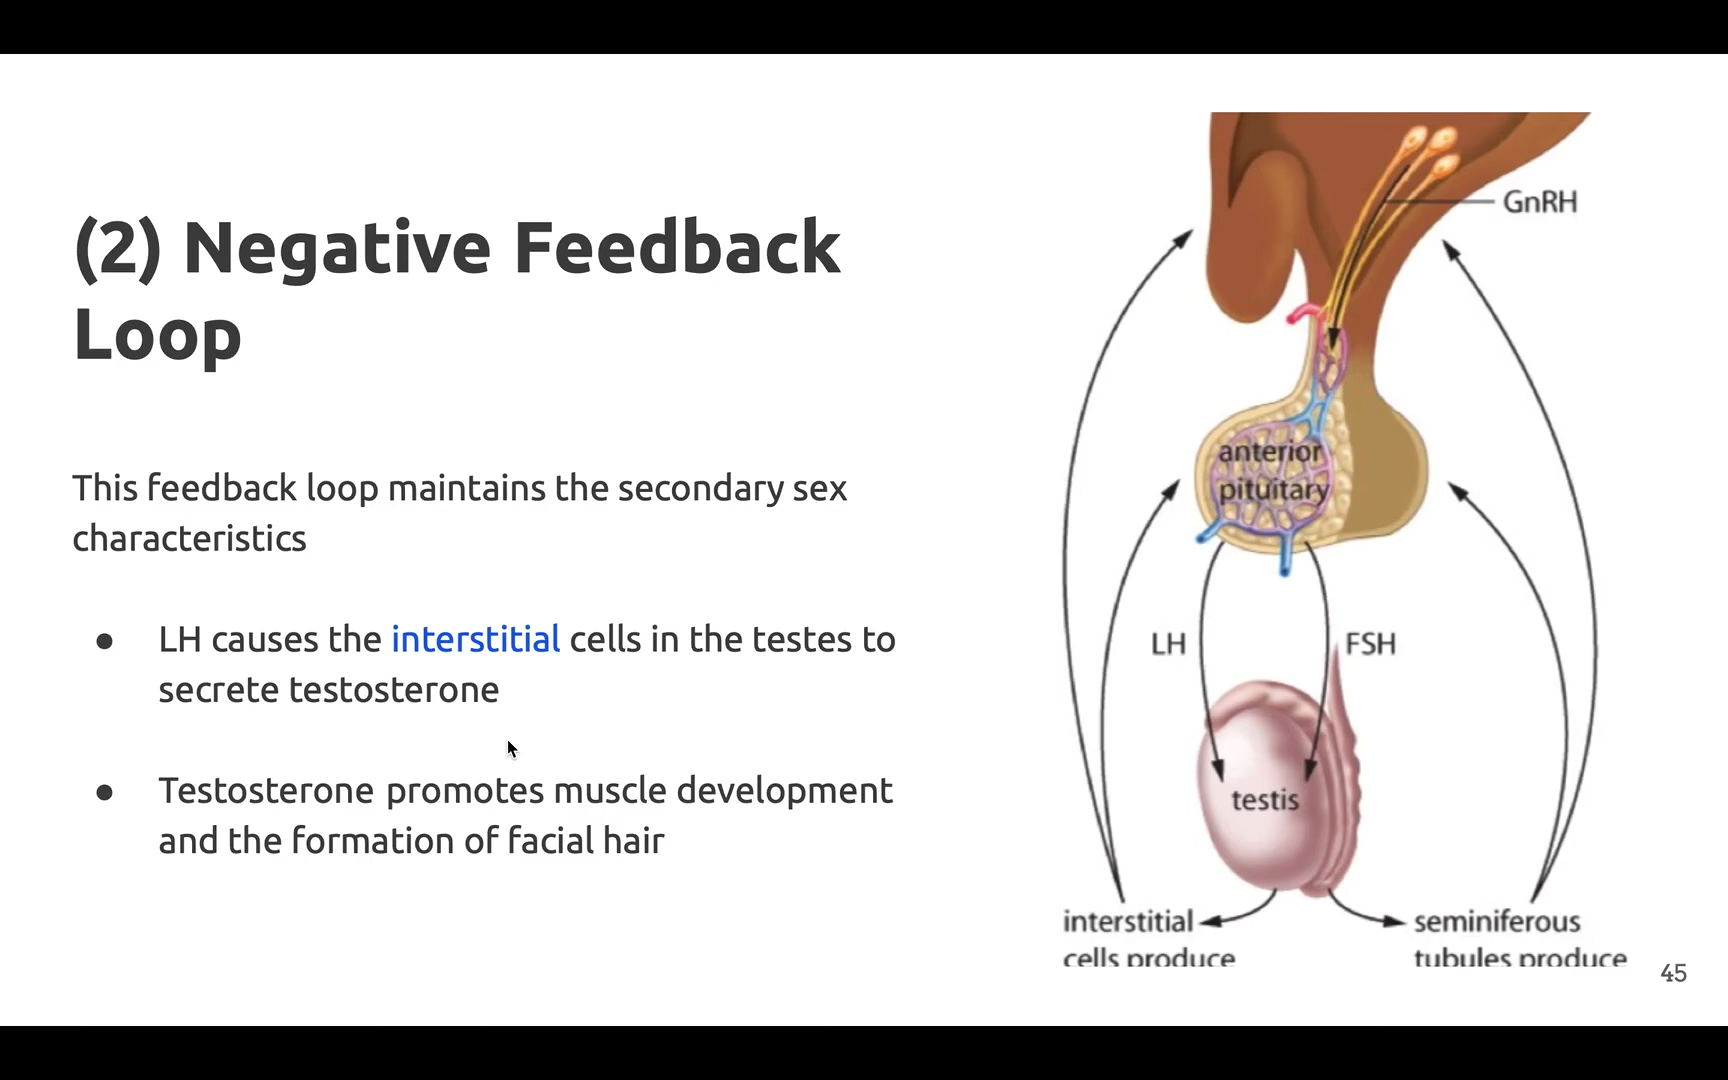 (2) Negative Feedback
Loop
This feedback loop maintains the secondary sex
characteristics
● LH causes the interstitial cells in the testes to
secrete testosterone
● Testosterone promotes muscle development
and the formation of facial hair
GnRH
anterior
pituitary
LH
FSH
testis
interstitial
cells produce
seminiferous
tubules produce
45